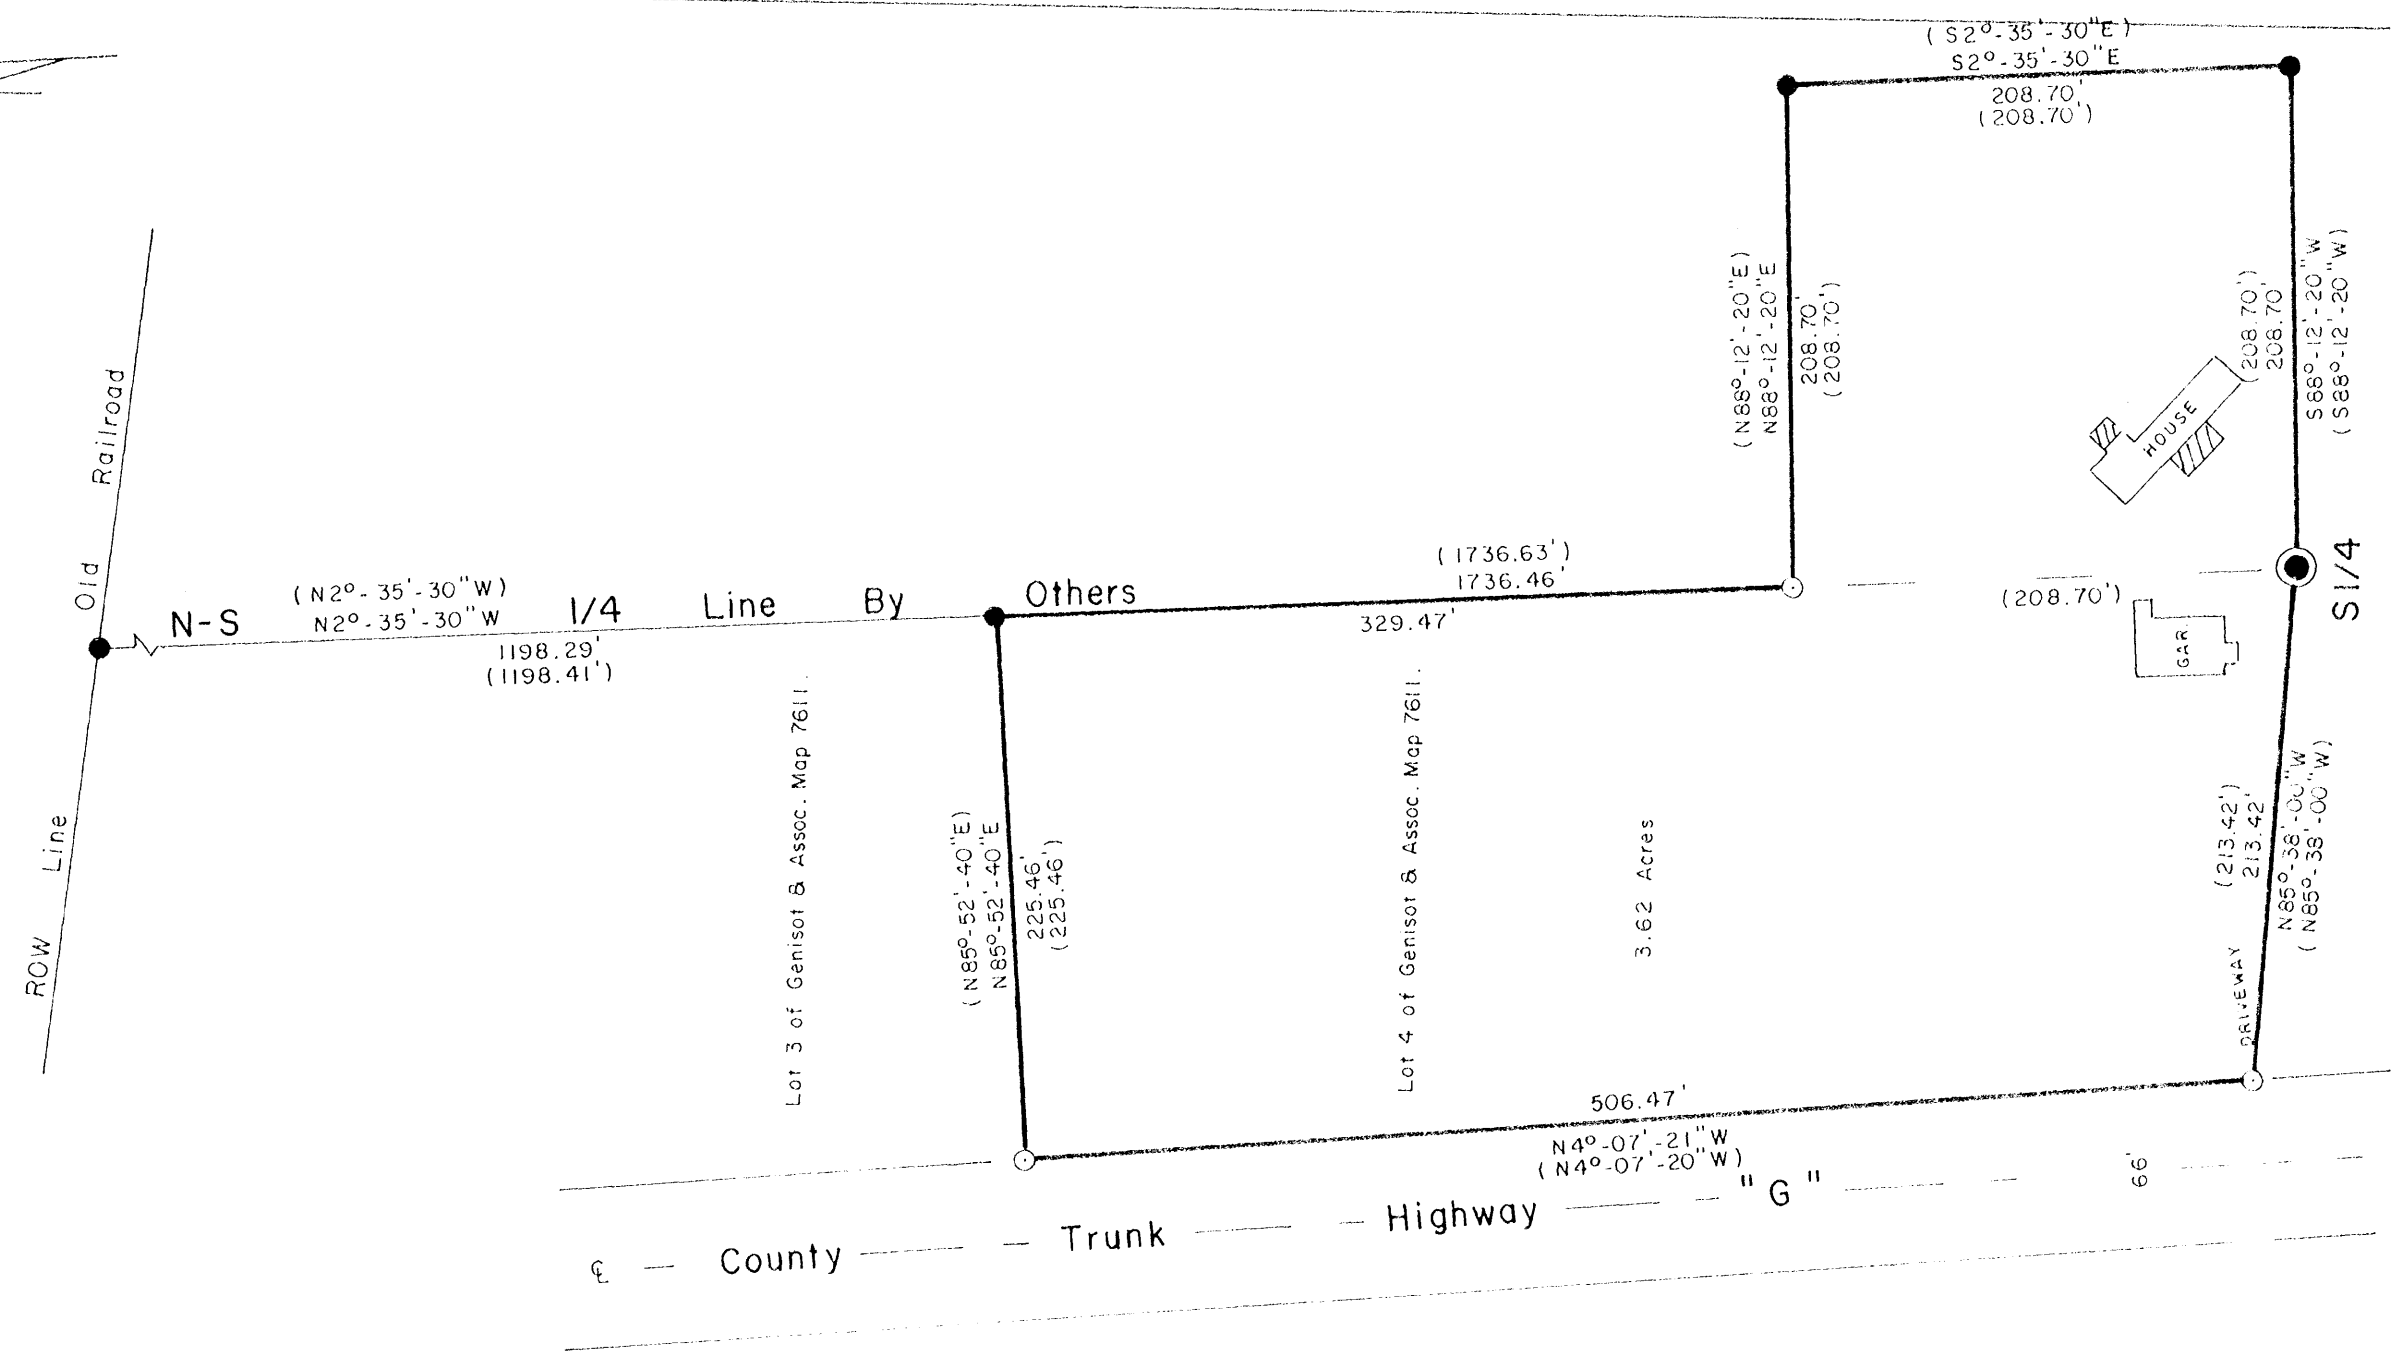 (S2°-35'-30"E)
S2°-35'-30"E
208.70'
(208.70')
(N88°-12'-20"E)
N88°-12'-20"E
208.70'
(208.70')
(208.70')
208.70'
S88°-12'-20"W
(S88°-12'-20"W)
HOUSE
S1/4
Old Railroad
ROW Line
(N2°-35'-30"W)
N2°-35'-30"W
N-S 1/4 Line By Others
1198.29'
(1198.41')
(1736.63')
1736.46'
329.47'
(208.70')
GAR.
Lot 3 of Genisot & Assoc. Map 7611.
(N85°-52'-40"E)
N85°-52'-40"E
225.46'
(225.46')
Lot 4 of Genisot & Assoc. Map 7611.
3.62 Acres
(213.42')
213.42'
N85°-38'-00"W
(N85°-38'-00"W)
DRIVEWAY
506.47'
N4°-07'-21"W
(N4°-07'-20"W)
℄ County Trunk Highway "G"
66'